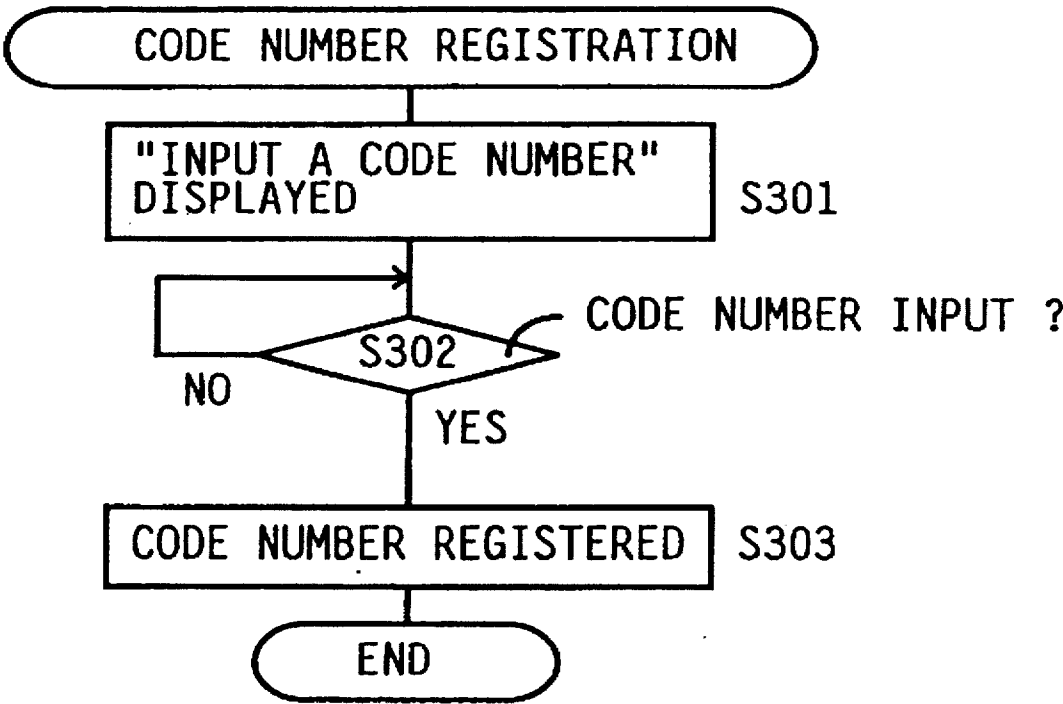 CODE NUMBER REGISTRATION
"INPUT A CODE NUMBER"
DISPLAYED
S301
CODE NUMBER INPUT ?
S302
NO
YES
CODE NUMBER REGISTERED
S303
END